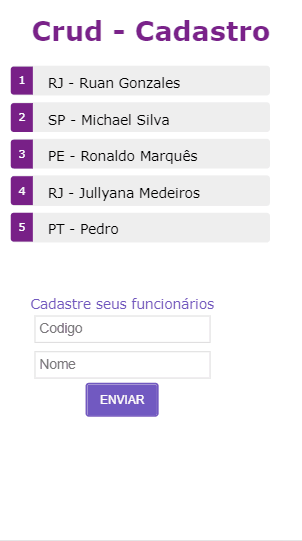 Crud - Cadastro
1 RJ - Ruan Gonzales
2 SP - Michael Silva
3 PE - Ronaldo Marquês
4 RJ - Jullyana Medeiros
5 PT - Pedro
Cadastre seus funcionários
Codigo
Nome
ENVIAR